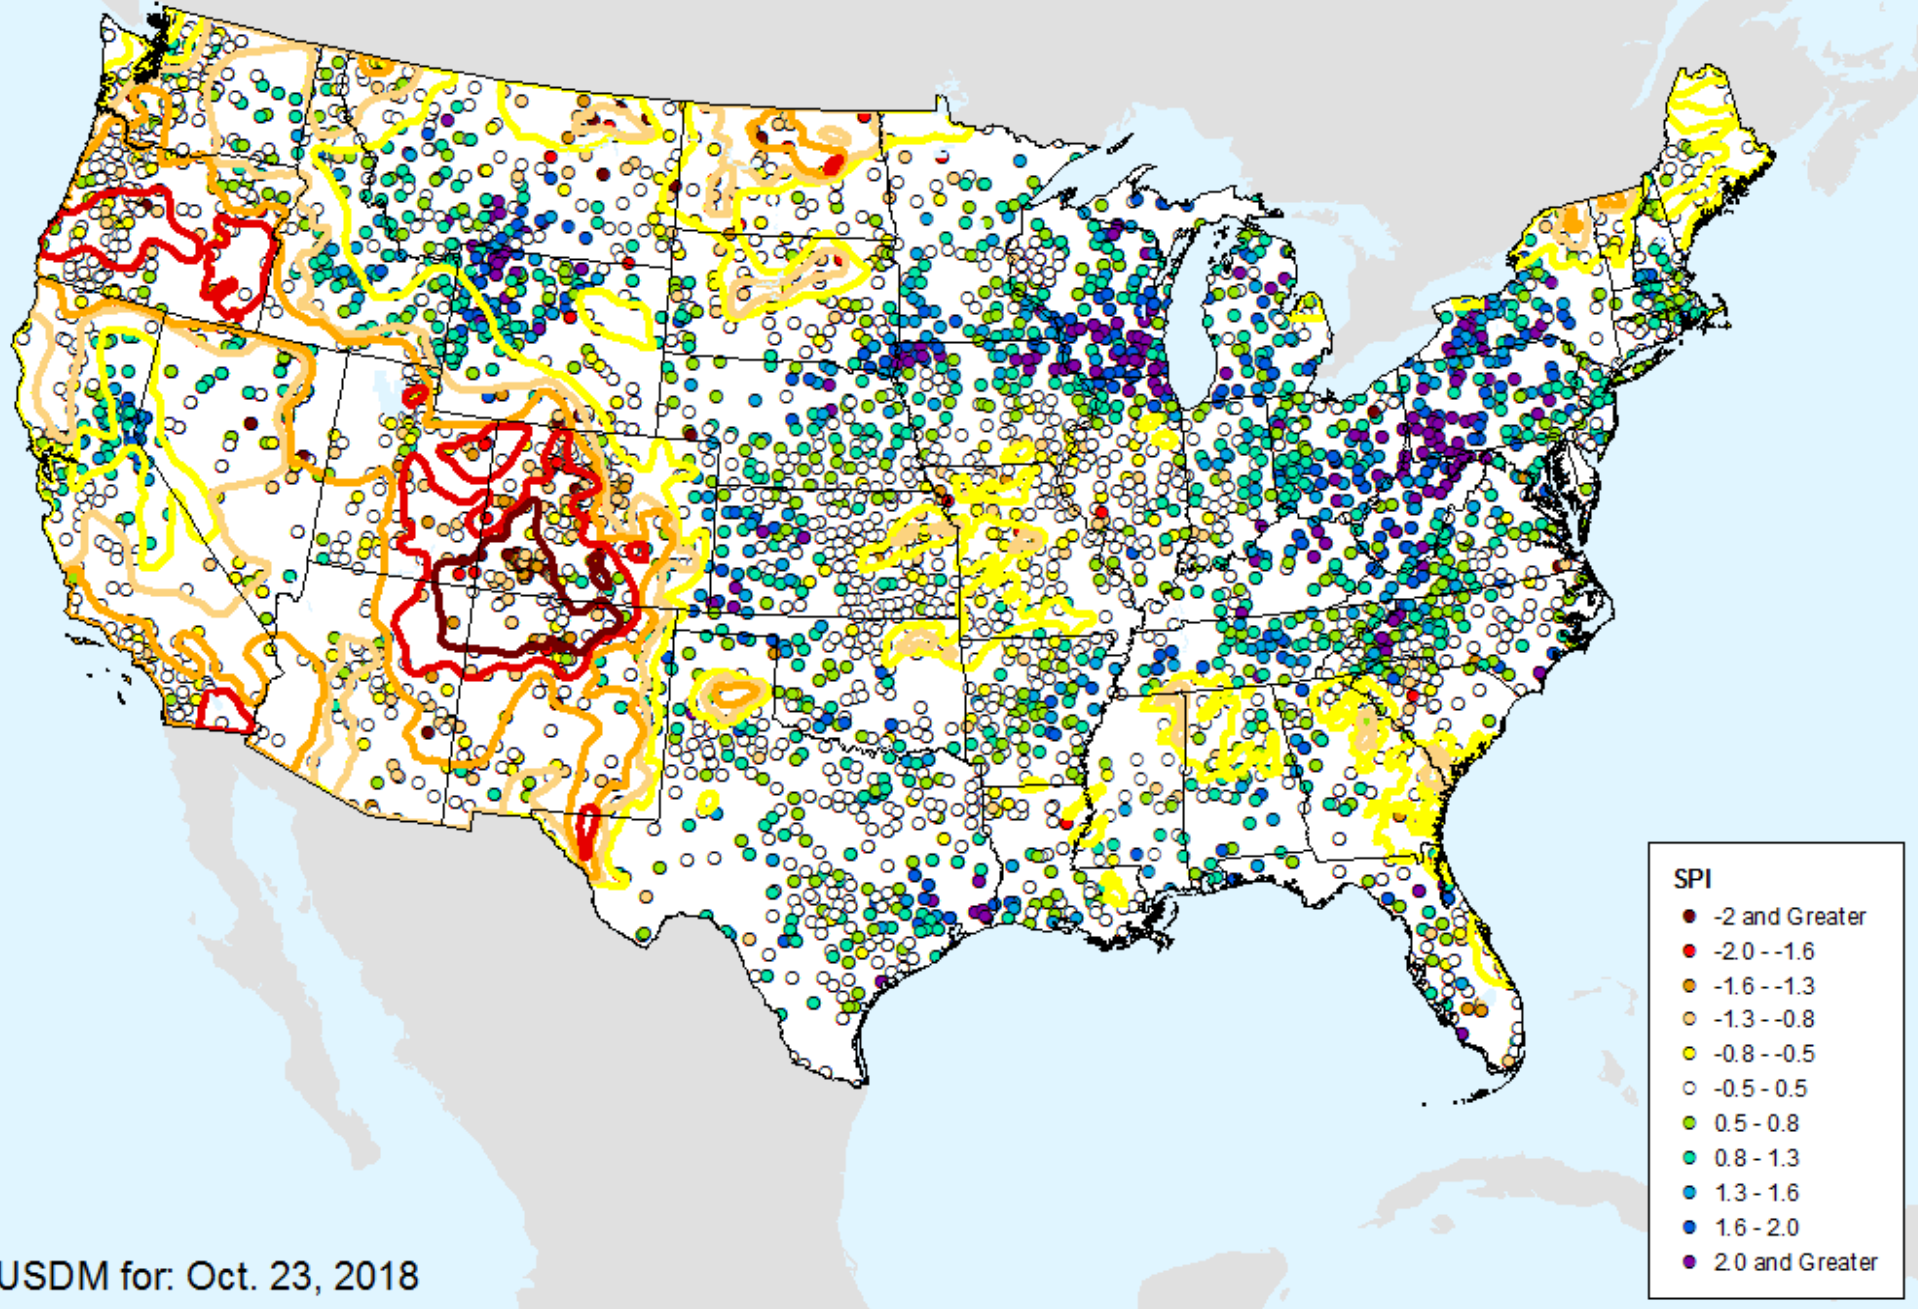 SPI
-2 and Greater
-2.0 - -1.6
-1.6 - -1.3
-1.3 - -0.8
-0.8 - -0.5
-0.5 - 0.5
0.5 - 0.8
0.8 - 1.3
1.3 - 1.6
1.6 - 2.0
2.0 and Greater
USDM for: Oct. 23, 2018